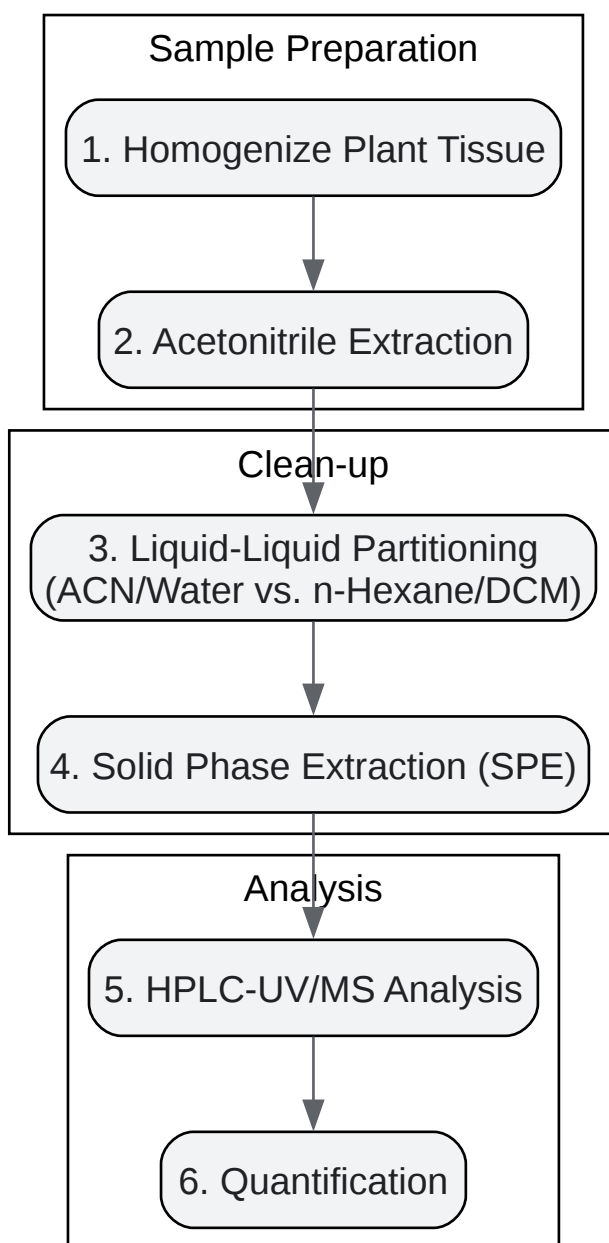 Sample Preparation
1. Homogenize Plant Tissue
2. Acetonitrile Extraction
Clean-up
3. Liquid-Liquid Partitioning
(ACN/Water vs. n-Hexane/DCM)
4. Solid Phase Extraction (SPE)
Analysis
5. HPLC-UV/MS Analysis
6. Quantification